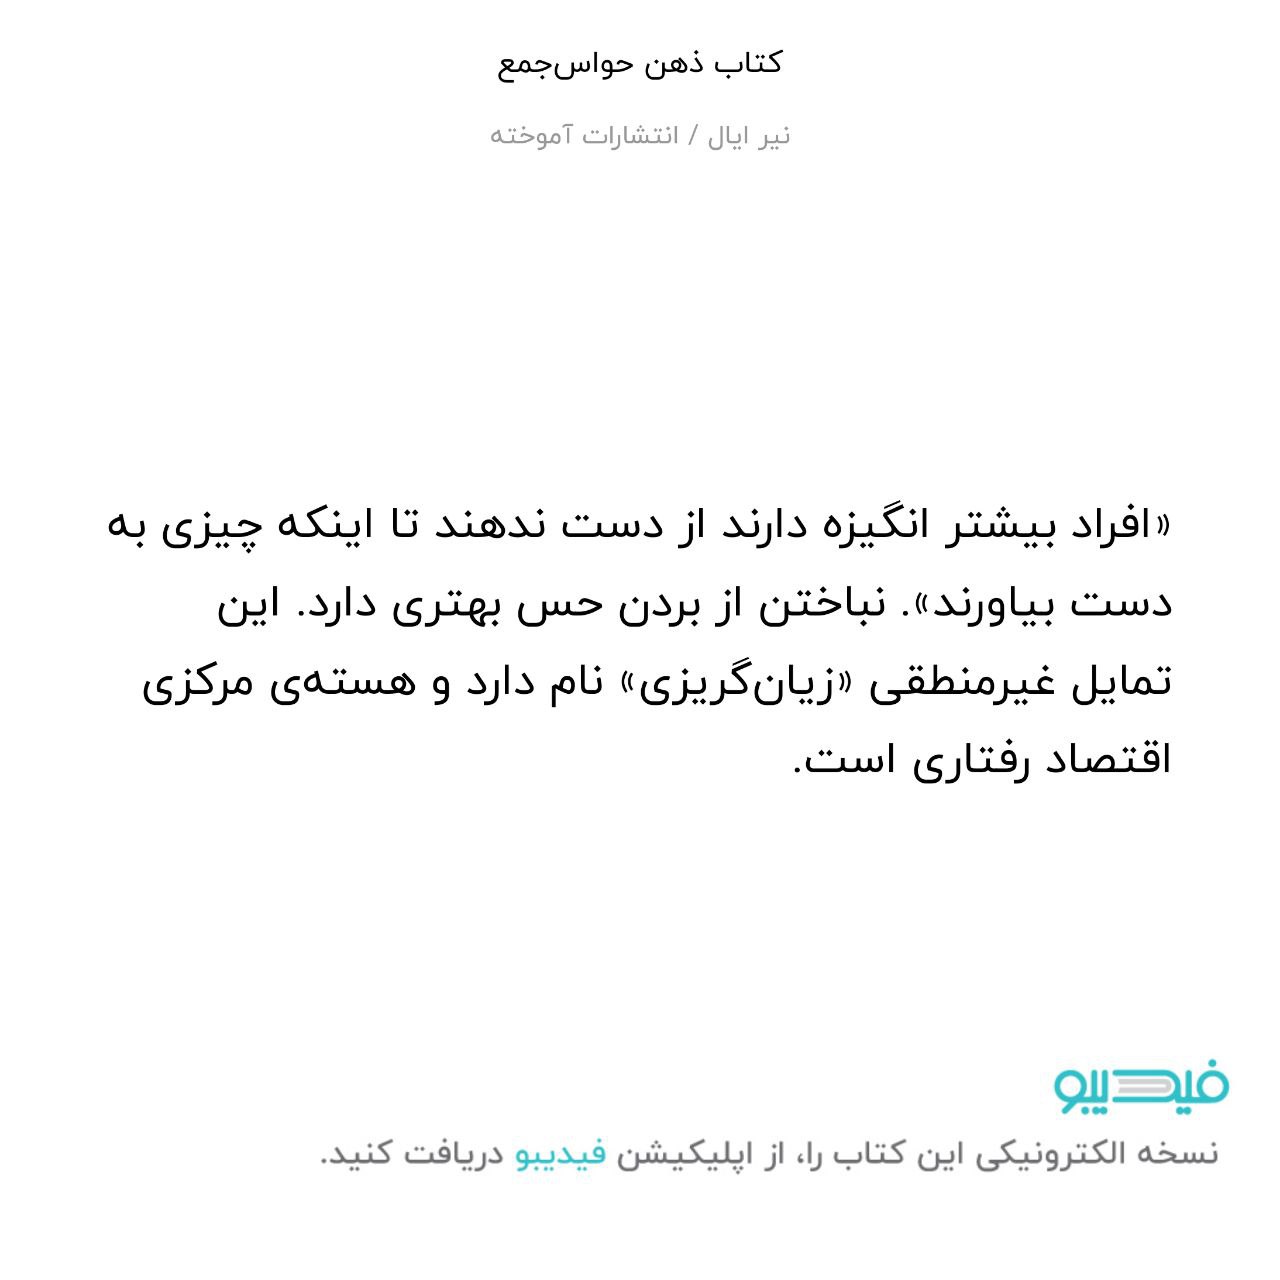 کتاب ذهن حواس‌جمع
نیر ایال / انتشارات آموخته
«افراد بیشتر انگیزه دارند از دست ندهند تا اینکه چیزی به
دست بیاورند». نباختن از بردن حس بهتری دارد. این
تمایل غیرمنطقی «زیان‌گریزی» نام دارد و هسته‌ی مرکزی
اقتصاد رفتاری است.
فیدیبو
نسخه الکترونیکی این کتاب را، از اپلیکیشن فیدیبو دریافت کنید.